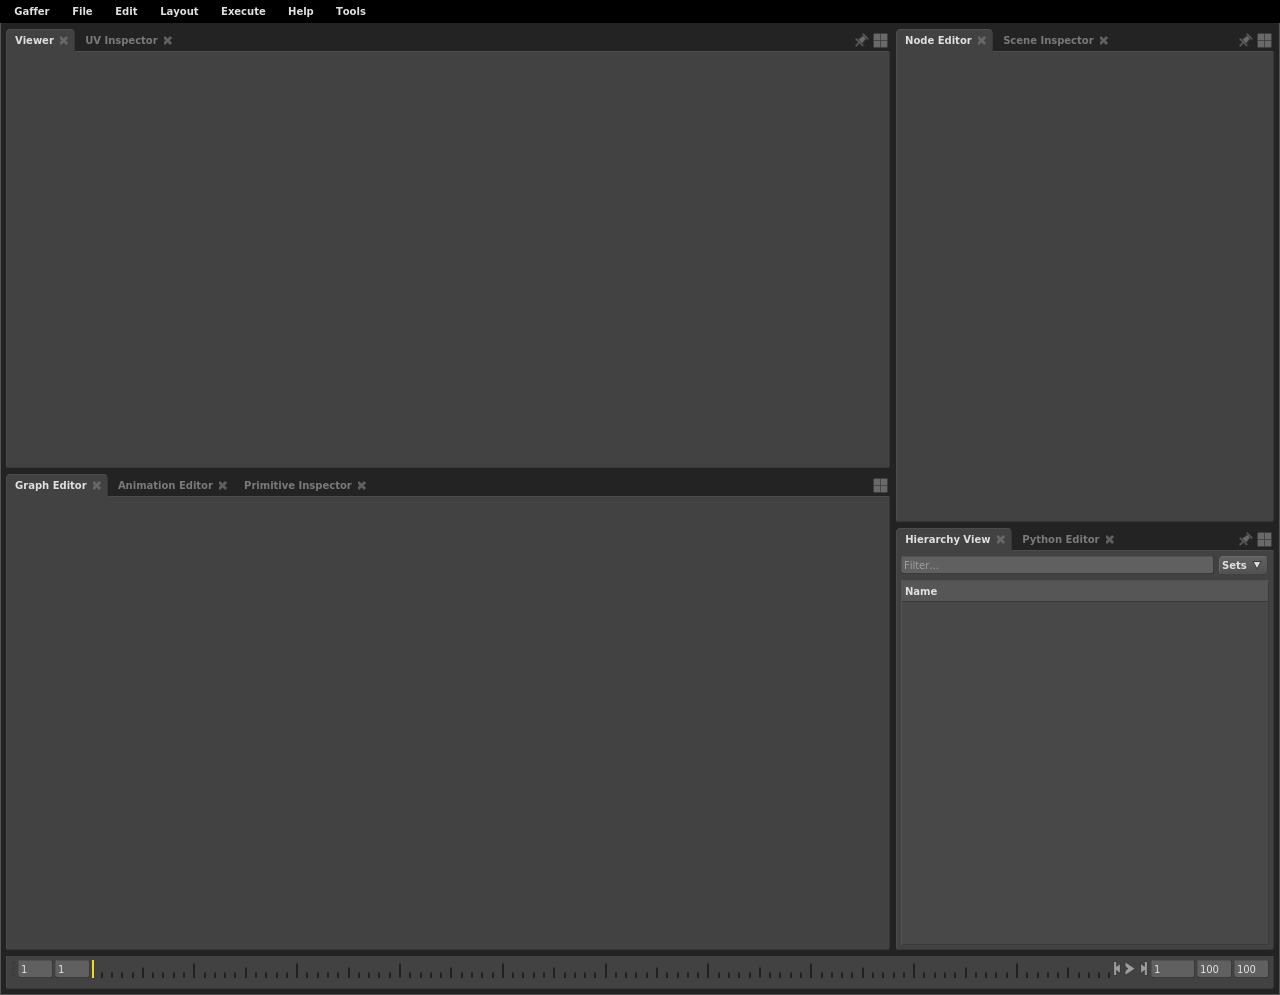 Gaffer File Edit Layout Execute Help Tools
Viewer UV Inspector
Node Editor Scene Inspector
Graph Editor Animation Editor Primitive Inspector
Hierarchy View Python Editor
Filter... Sets
Name
1 1 1 100 100